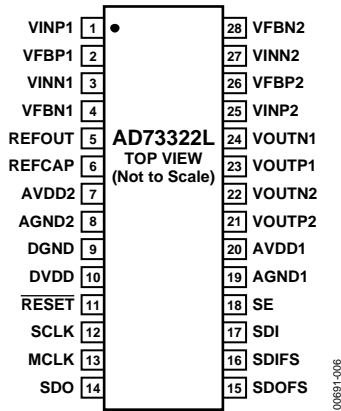 VINP1 1
VFBP1 2
VINN1 3
VFBN1 4
REFOUT 5
REFCAP 6
AVDD2 7
AGND2 8
DGND 9
DVDD 10
RESET 11
SCLK 12
MCLK 13
SDO 14
AD73322L
TOP VIEW
(Not to Scale)
28 VFBN2
27 VINN2
26 VFBP2
25 VINP2
24 VOUTN1
23 VOUTP1
22 VOUTN2
21 VOUTP2
20 AVDD1
19 AGND1
18 SE
17 SDI
16 SDIFS
15 SDOFS
00691-006